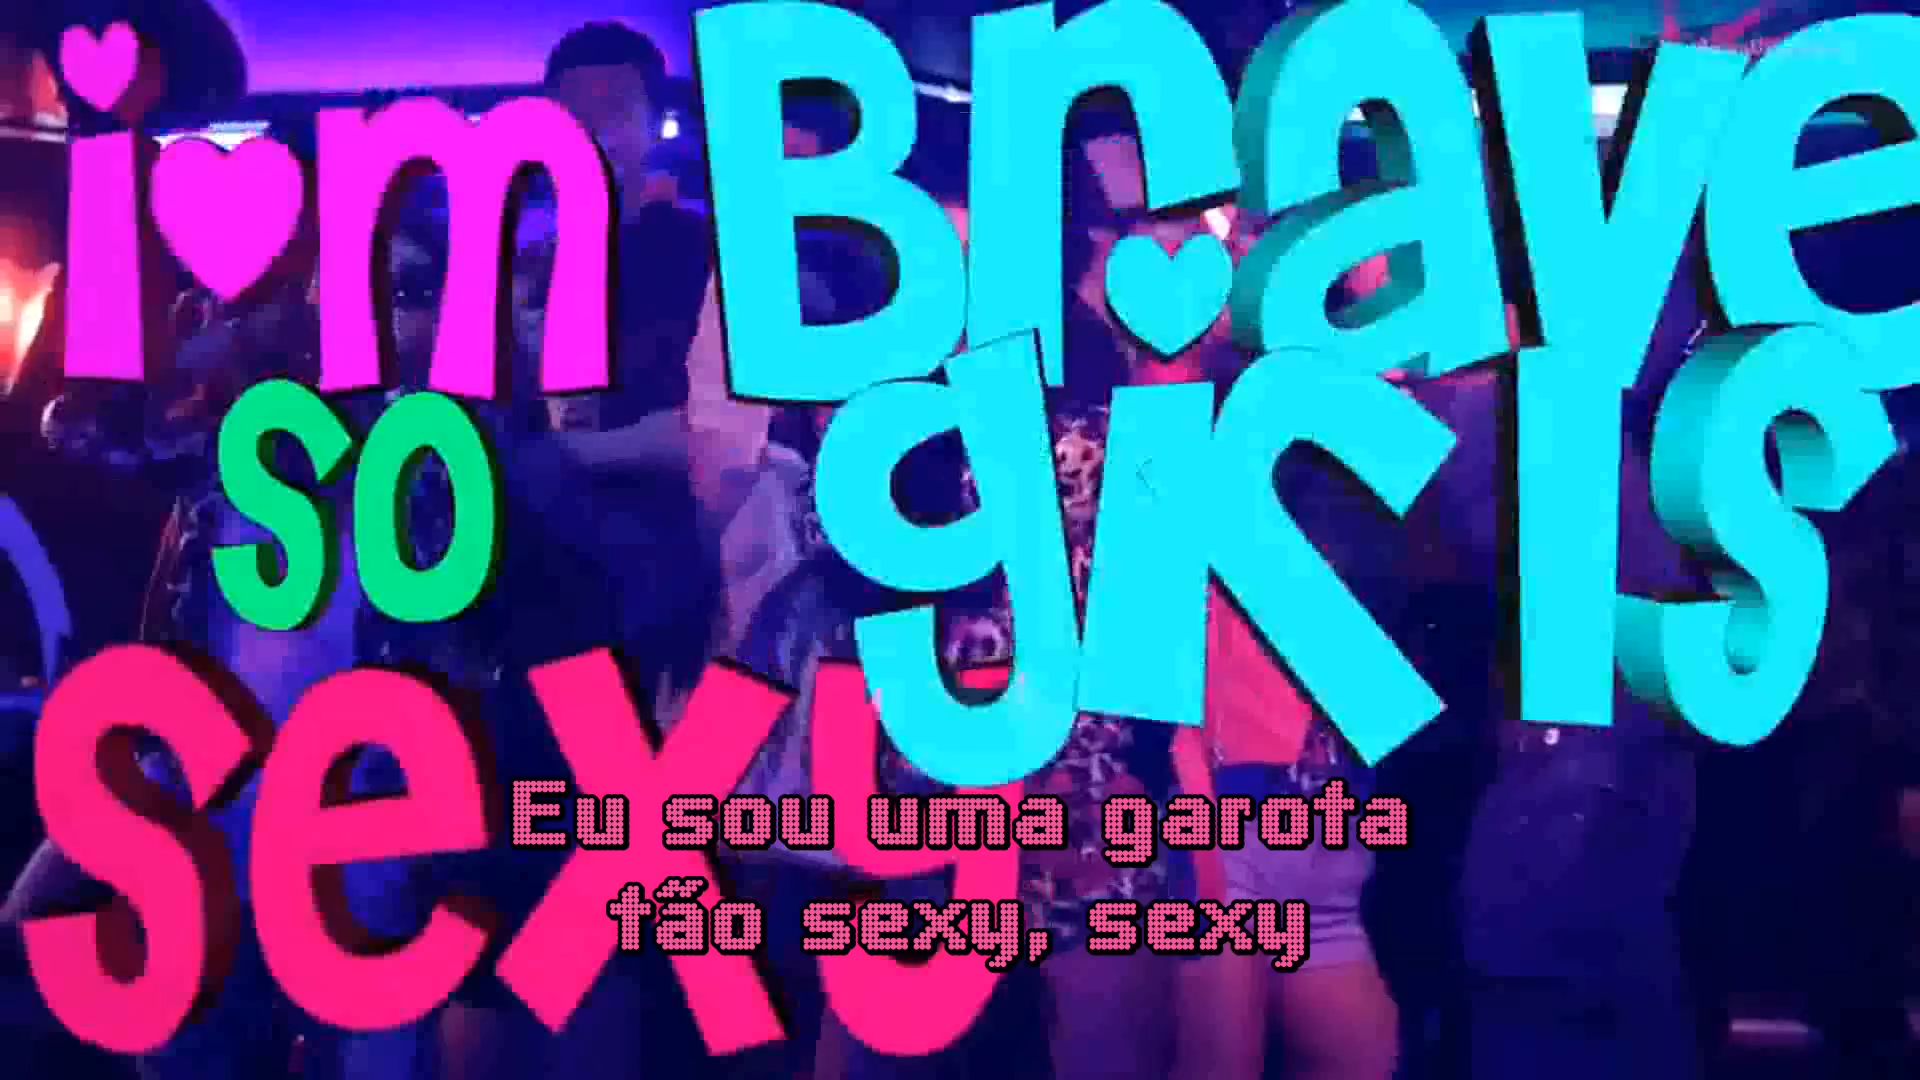 i♥m
so
sexy
Brave
girls
Eu sou uma garota
tão sexy, sexy